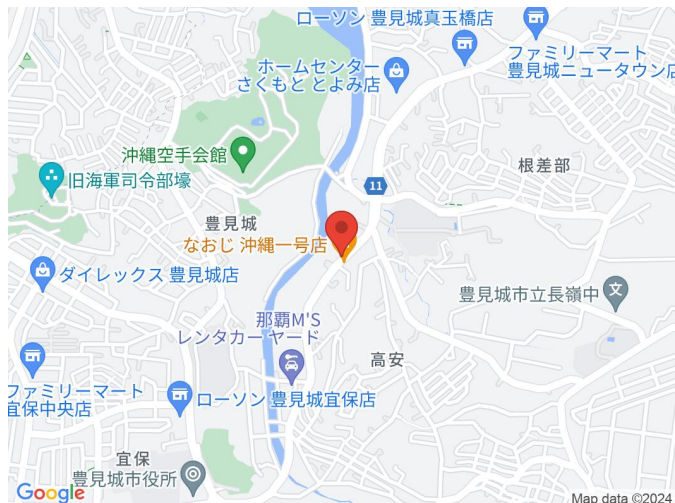 ローソン 豊見城真玉橋店
ファミリーマート
豊見城ニュータウン店
ホームセンター
さくもと とよみ店
沖縄空手会館
旧海軍司令部壕
11
根差部
豊見城
なおじ 沖縄一号店
ダイレックス 豊見城店
豊見城市立長嶺中
那覇M'S
レンタカー ヤード
高安
ファミリーマート
宜保中央店
ローソン 豊見城宜保店
宜保
豊見城市役所
Google
Map data ©2024